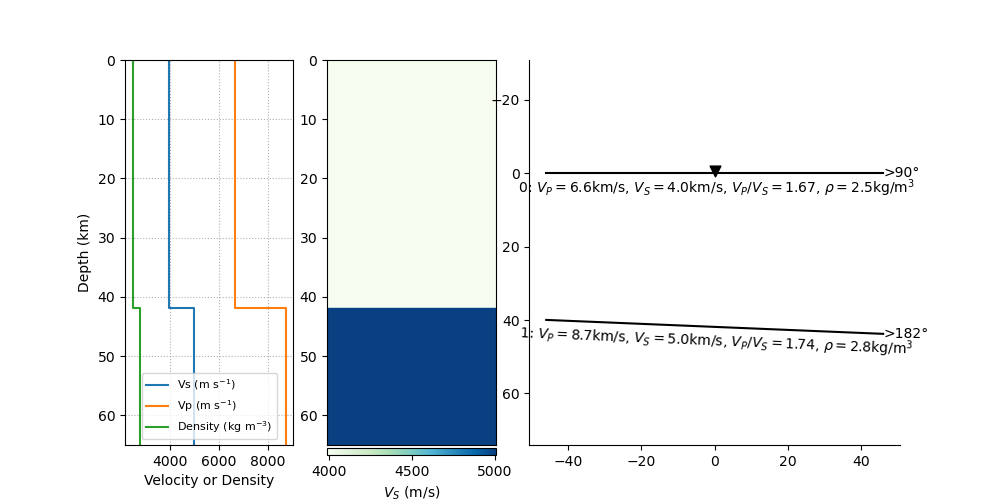 0
10
20
30
40
50
60
Depth (km)
4000 6000 8000
Velocity or Density
Vs (m s⁻¹)
Vp (m s⁻¹)
Density (kg m⁻³)
0
10
20
30
40
50
60
4000 4500 5000
V_S (m/s)
−20
0
20
40
60
−40 −20 0 20 40
>90°
0: V_P = 6.6km/s, V_S = 4.0km/s, V_P/V_S = 1.67, ρ = 2.5kg/m³
>182°
1: V_P = 8.7km/s, V_S = 5.0km/s, V_P/V_S = 1.74, ρ = 2.8kg/m³